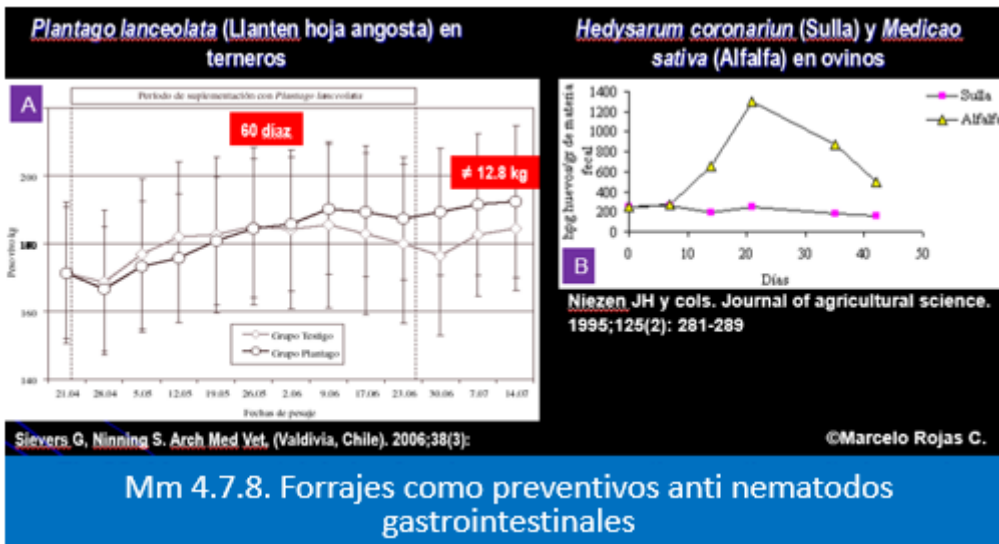 Plantago lanceolata (Llanten hoja angosta) en
terneros
Hedysarum coronariun (Sulla) y Medicao
sativa (Alfalfa) en ovinos
A
Período de suplementación con Plantago lanceolata
60 díaz
≠ 12.8 kg
Peso vivo kg
200
180
160
140
Grupo Testigo
Grupo Plantago
21.04 28.04 5.05 12.05 19.05 26.05 2.06 9.06 17.06 23.06 30.06 7.07 14.07
Fechas de pesaje
hpg huevos/gr de materia
fecal
1400
1200
1000
800
600
400
200
0
0 10 20 30 40 50
Días
Sulla
Alfalfa
B
Niezen JH y cols. Journal of agricultural science.
1995;125(2): 281-289
Sievers G, Ninning S. Arch Med Vet, (Valdivia, Chile). 2006;38(3):
©Marcelo Rojas C.
Mm 4.7.8. Forrajes como preventivos anti nematodos
gastrointestinales